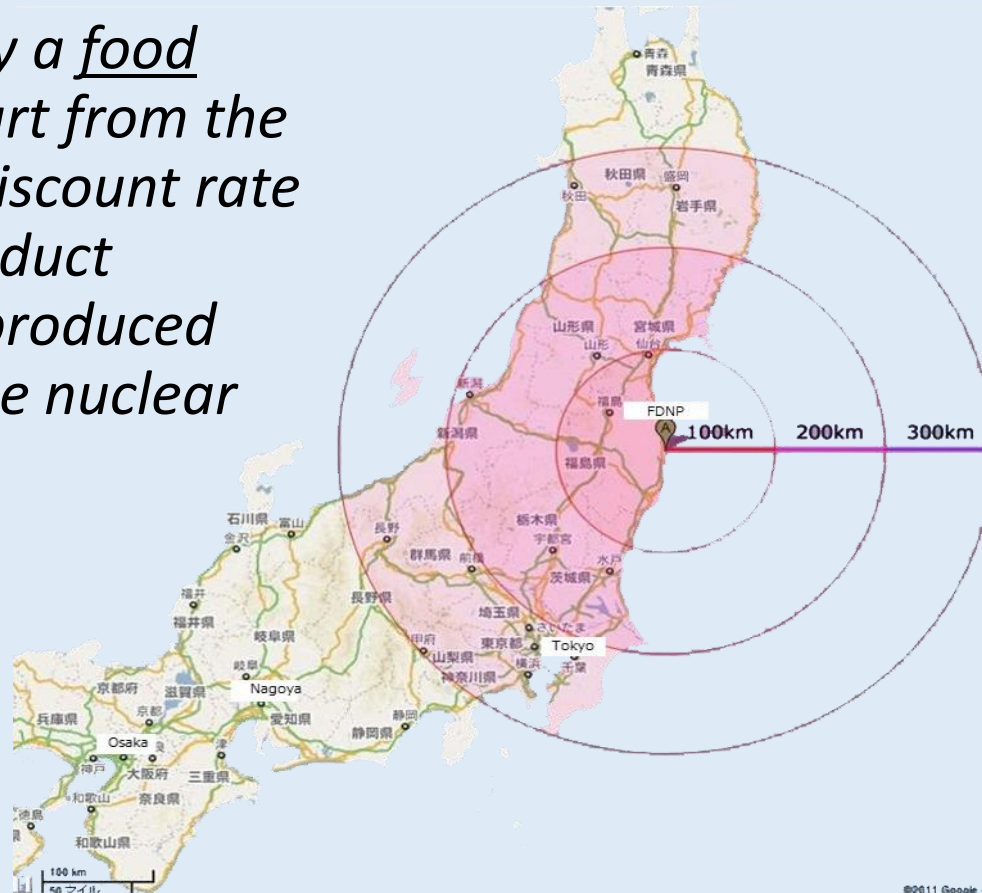 y a food
art from the
iscount rate
duct
produced
e nuclear
青森
青森県
秋田県
盛岡
秋田
岩手県
山形県
宮城県
山形
仙台
新潟
福島
FDNP
A
100km
200km
300km
新潟県
福島県
石川県
富山
金沢
長野
栃木県
宇都宮
群馬県
前橋
水戸
茨城県
福井
長野県
福井県
埼玉県
さいたま
岐阜県
東京都
Tokyo
甲府
山梨県
横浜
千葉
岐阜
神奈川県
京都府
滋賀県
Nagoya
兵庫県
京都
愛知県
静岡
静岡県
Osaka
良
津
神戸
大阪府
三重県
和歌山
奈良県
徳島
和歌山県
100 km
50 マイル
©2011 Google